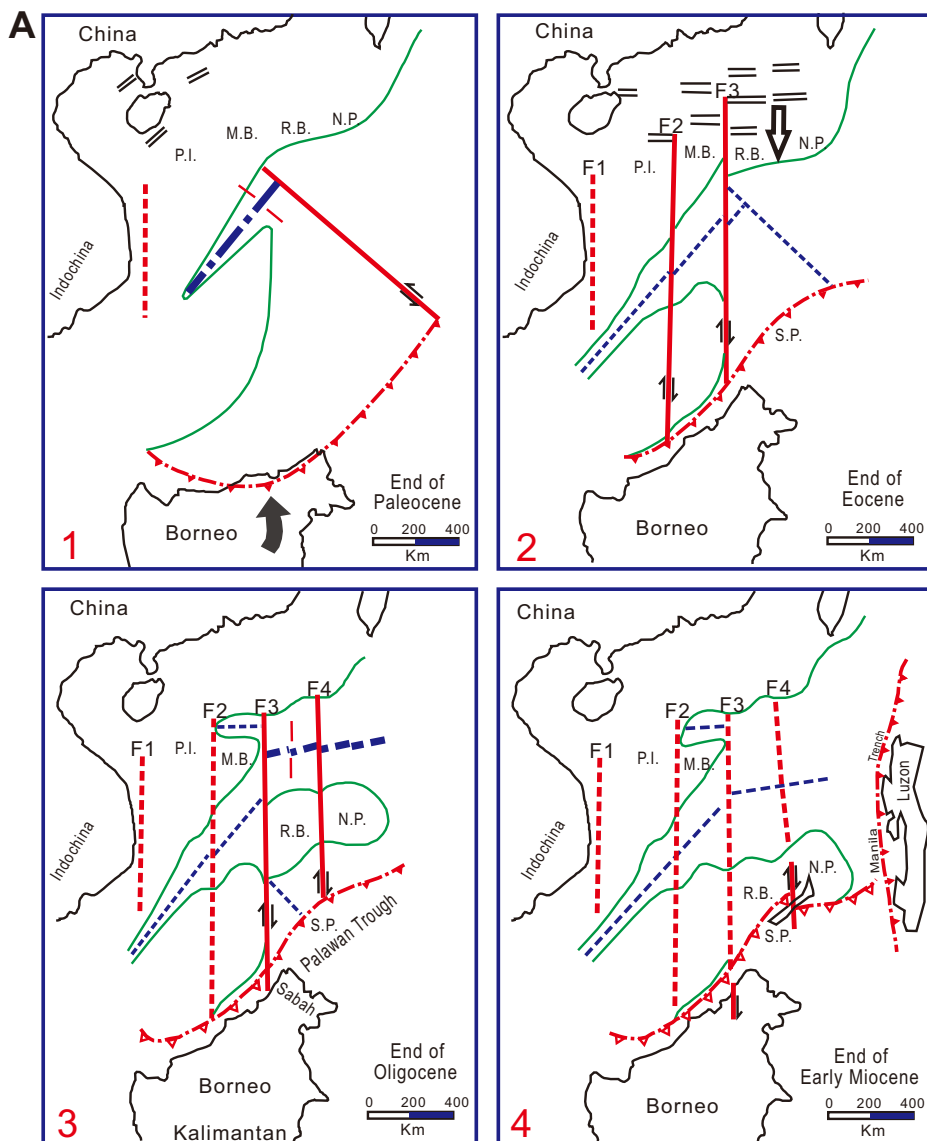 A
China
M.B.
R.B.
N.P.
P.I.
Indochina
End of
Paleocene
Borneo
0 200 400
Km
1
China
F3
F2
N.P.
M.B.
R.B.
P.I.
F1
Indochina
S.P.
End of
Eocene
Borneo
0 200 400
Km
2
China
F4
F3
F2
F1
P.I.
M.B.
R.B.
N.P.
Indochina
S.P.
Palawan Trough
Sabah
End of
Oligocene
Borneo
0 200 400
Km
Kalimantan
3
China
F4
F3
F2
F1
P.I.
M.B.
Trench
Luzon
Manila
Indochina
N.P.
R.B.
S.P.
End of
Early Miocene
Borneo
0 200 400
Km
4